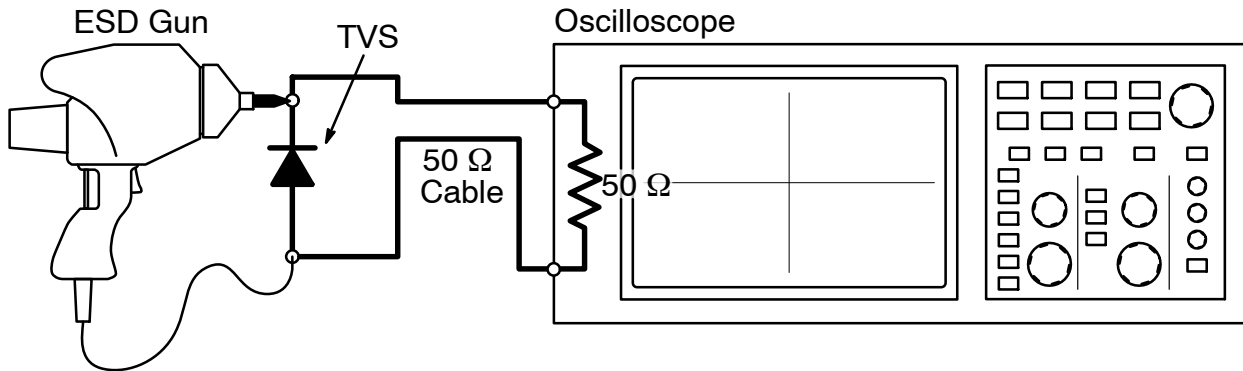 ESD Gun
TVS
Oscilloscope
50 Ω
Cable
50 Ω